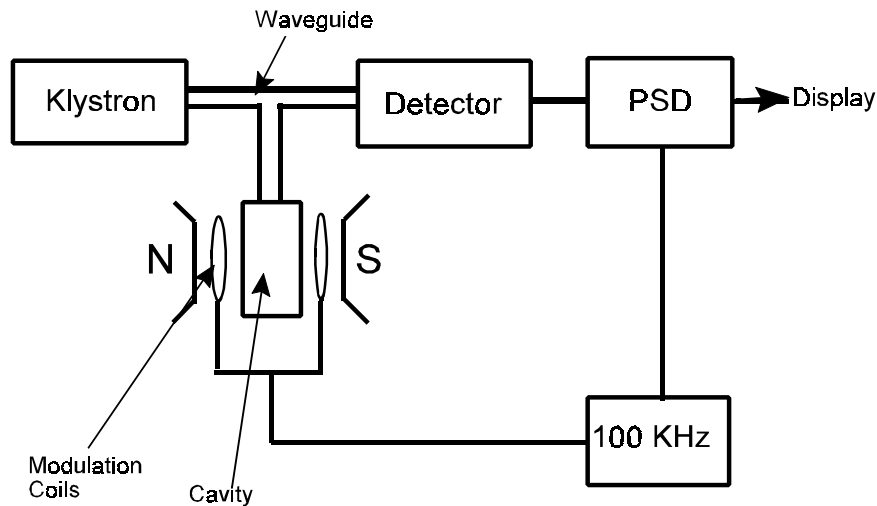 Waveguide
Klystron
Detector
PSD
Display
N
S
100 KHz
Modulation
Coils
Cavity